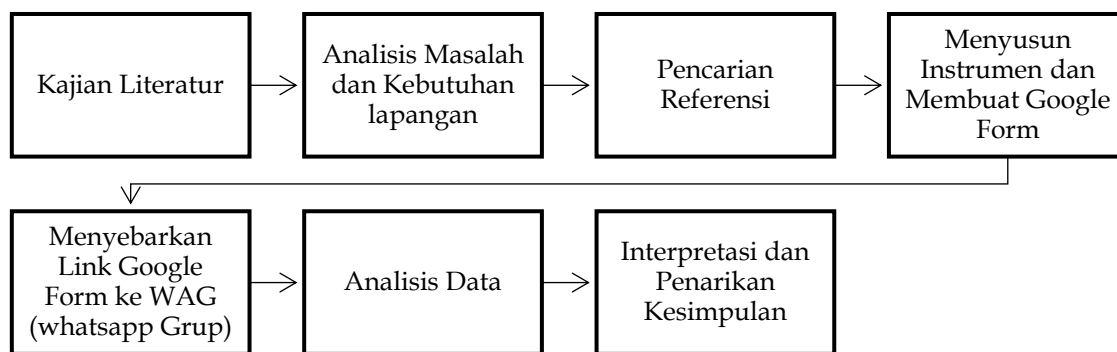 Kajian Literatur
Analisis Masalah
dan Kebutuhan
lapangan
Pencarian
Referensi
Menyusun
Instrumen dan
Membuat Google
Form
Menyebarkan
Link Google
Form ke WAG
(whatsapp Grup)
Analisis Data
Interpretasi dan
Penarikan
Kesimpulan